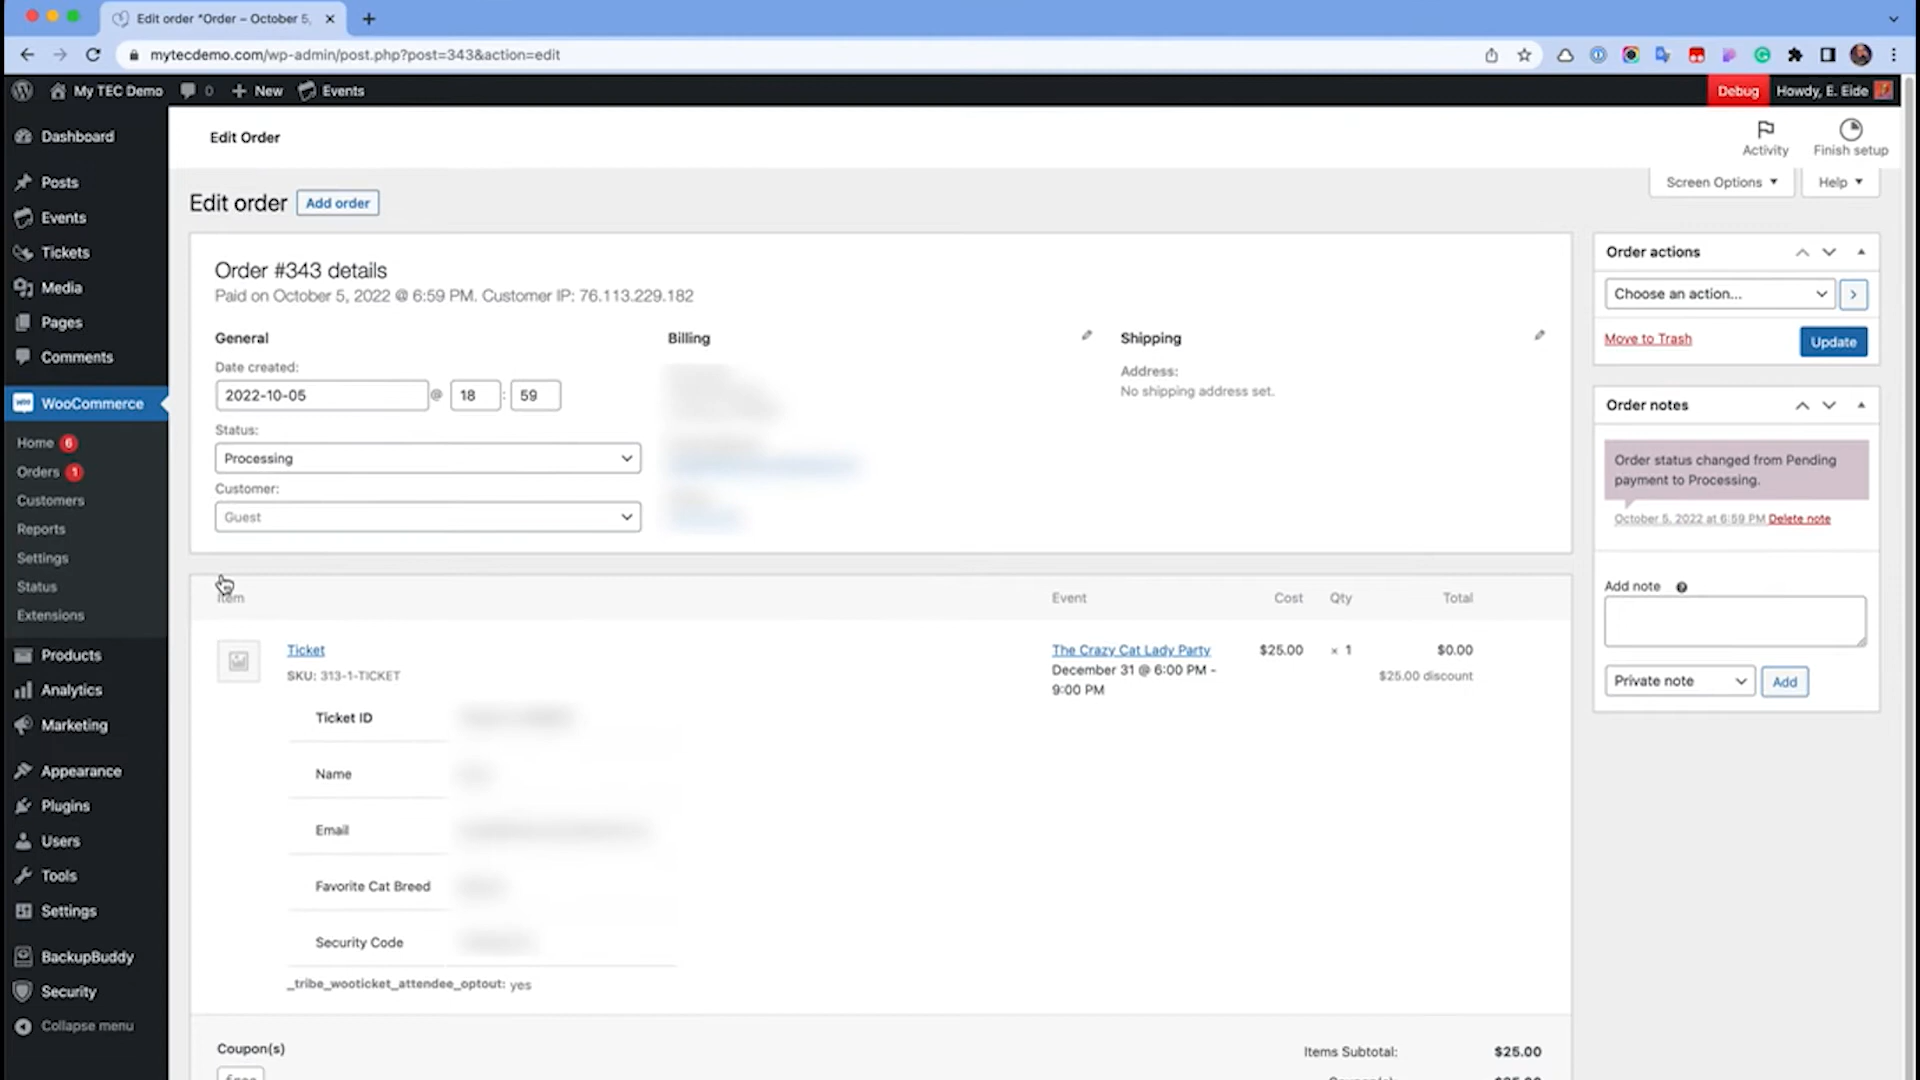 Edit order "Order – October 5,
mytecdemo.com/wp-admin/post.php?post=343&action=edit
My TEC Demo
0
New
Events
Debug
Howdy, E. Eide
Dashboard
Posts
Events
Tickets
Media
Pages
Comments
WooCommerce
Home 6
Orders 1
Customers
Reports
Settings
Status
Extensions
Products
Analytics
Marketing
Appearance
Plugins
Users
Tools
Settings
BackupBuddy
Security
Collapse menu
Edit Order
Activity
Finish setup
Screen Options
Help
Edit order
Add order
Order #343 details
Paid on October 5, 2022 @ 6:59 PM. Customer IP: 76.113.229.182
General
Date created:
2022-10-05 @ 18 : 59
Status:
Processing
Customer:
Guest
Billing
Shipping
Address:
No shipping address set.
Item Event Cost Qty Total
Ticket
SKU: 313-1-TICKET
The Crazy Cat Lady Party
December 31 @ 6:00 PM -
9:00 PM
$25.00
× 1
$0.00
$25.00 discount
Ticket ID
Name
Email
Favorite Cat Breed
Security Code
_tribe_wooticket_attendee_optout: yes
Coupon(s)
Items Subtotal: $25.00
Order actions
Choose an action...
Move to Trash
Update
Order notes
Order status changed from Pending
payment to Processing.
October 5, 2022 at 6:59 PM Delete note
Add note
Private note
Add